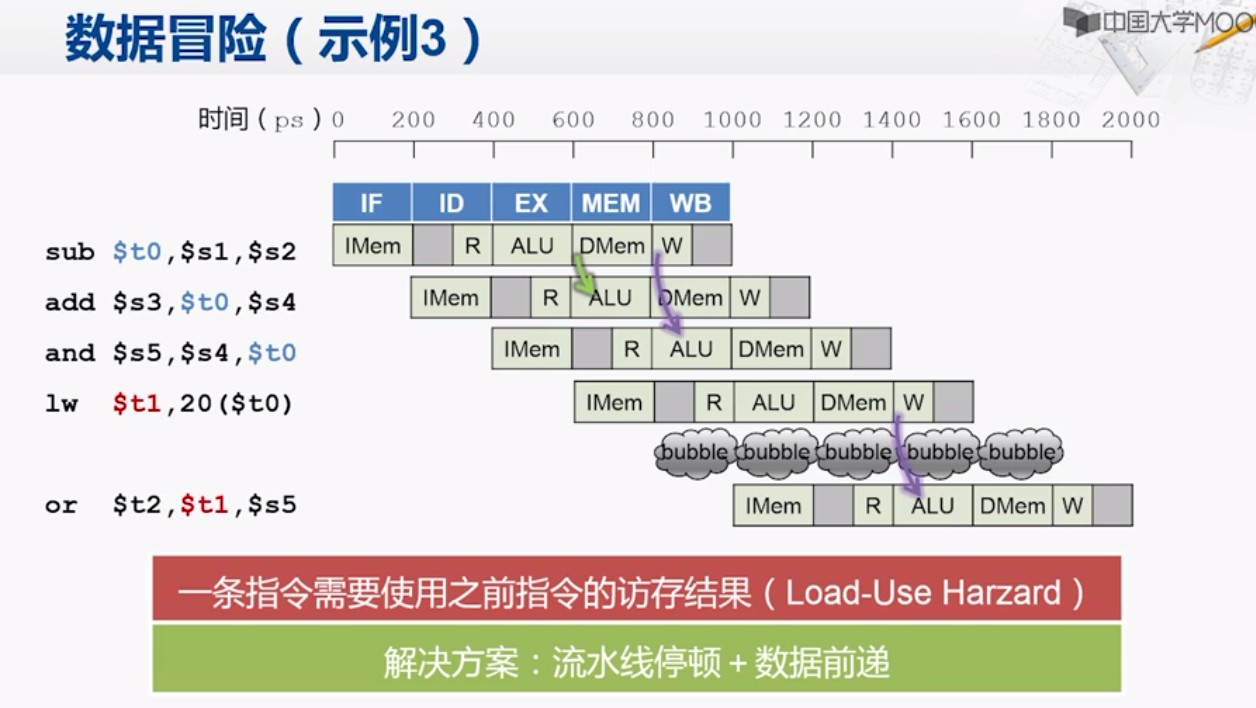 数据冒险（示例3）
中国大学MOO
时间（ps）0 200 400 600 800 1000 1200 1400 1600 1800 2000
IF ID EX MEM WB
sub $t0,$s1,$s2 IMem R ALU DMem W
add $s3,$t0,$s4 IMem R ALU DMem W
and $s5,$s4,$t0 IMem R ALU DMem W
lw $t1,20($t0) IMem R ALU DMem W
bubble bubble bubble bubble bubble
or $t2,$t1,$s5 IMem R ALU DMem W
一条指令需要使用之前指令的访存结果（Load-Use Harzard）
解决方案：流水线停顿+数据前递